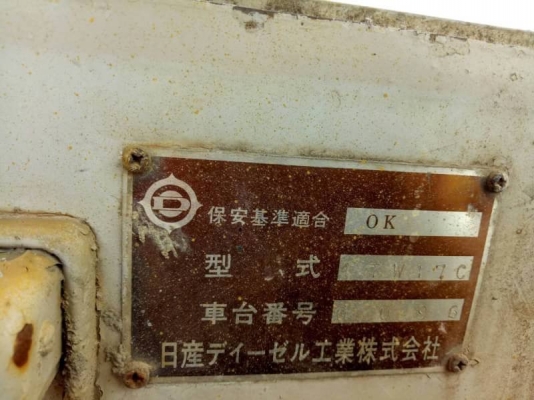 D 保安基準適合 OK
型式
車台番号
日産デイーゼル工業株式会社